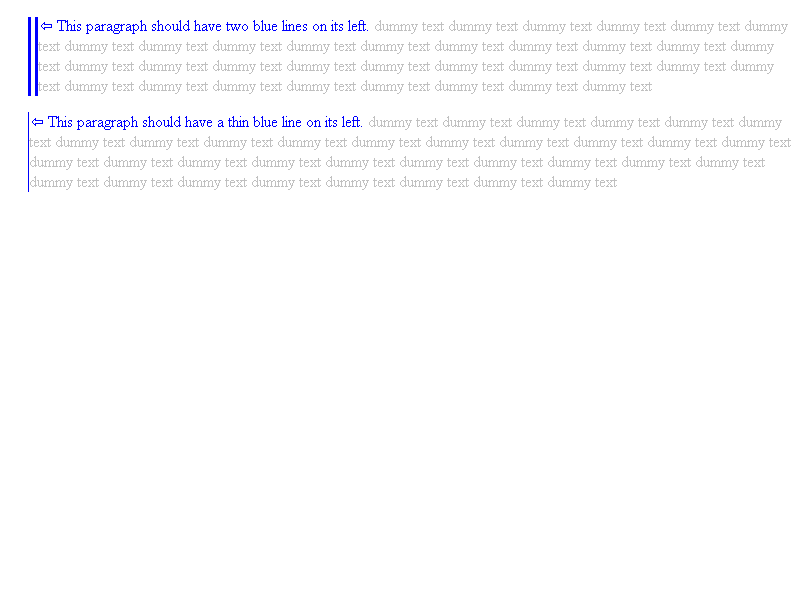 ⇦ This paragraph should have two blue lines on its left. dummy text dummy text dummy text dummy text dummy text dummy
text dummy text dummy text dummy text dummy text dummy text dummy text dummy text dummy text dummy text dummy
text dummy text dummy text dummy text dummy text dummy text dummy text dummy text dummy text dummy text dummy
text dummy text dummy text dummy text dummy text dummy text dummy text dummy text dummy text
⇦ This paragraph should have a thin blue line on its left. dummy text dummy text dummy text dummy text dummy text dummy
text dummy text dummy text dummy text dummy text dummy text dummy text dummy text dummy text dummy text dummy text
dummy text dummy text dummy text dummy text dummy text dummy text dummy text dummy text dummy text dummy text
dummy text dummy text dummy text dummy text dummy text dummy text dummy text dummy text